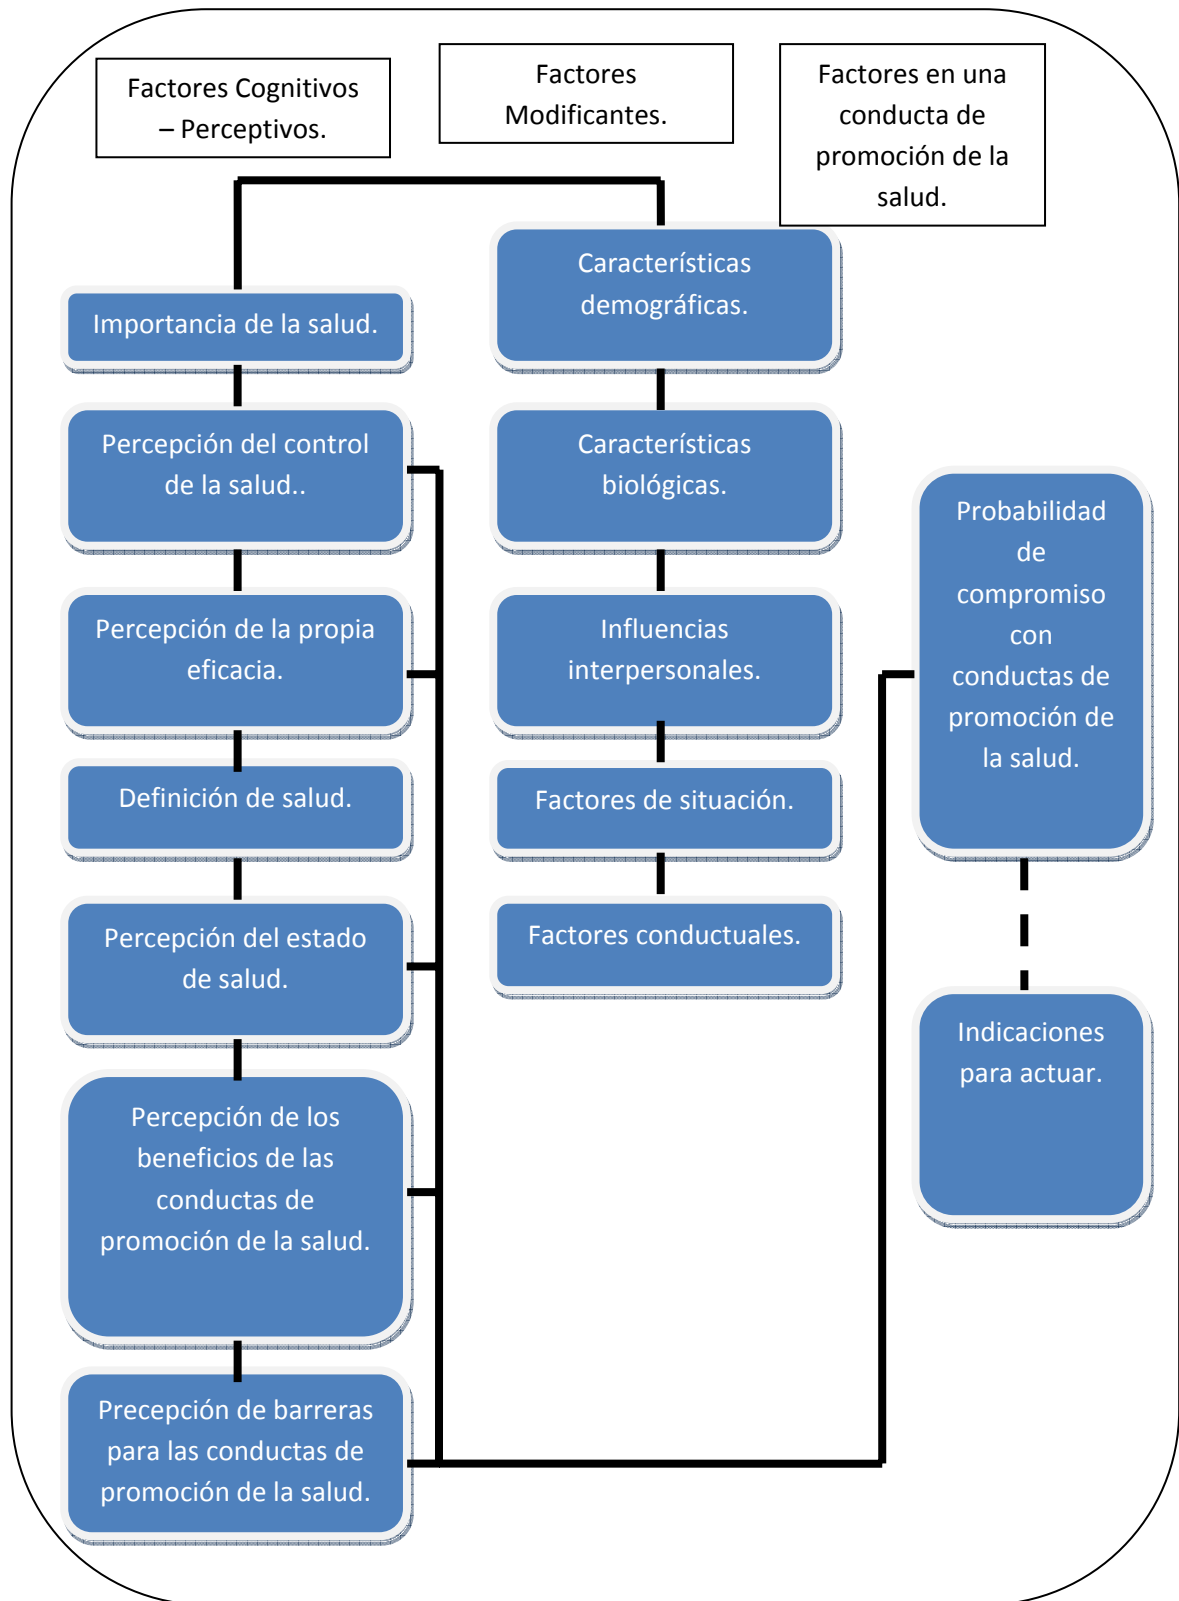 Factores Cognitivos
– Perceptivos.
Factores
Modificantes.
Factores en una
conducta de
promoción de la
salud.
Importancia de la salud.
Percepción del control
de la salud..
Percepción de la propia
eficacia.
Definición de salud.
Percepción del estado
de salud.
Percepción de los
beneficios de las
conductas de
promoción de la salud.
Precepción de barreras
para las conductas de
promoción de la salud.
Características
demográficas.
Características
biológicas.
Influencias
interpersonales.
Factores de situación.
Factores conductuales.
Probabilidad
de
compromiso
con
conductas de
promoción de
la salud.
Indicaciones
para actuar.